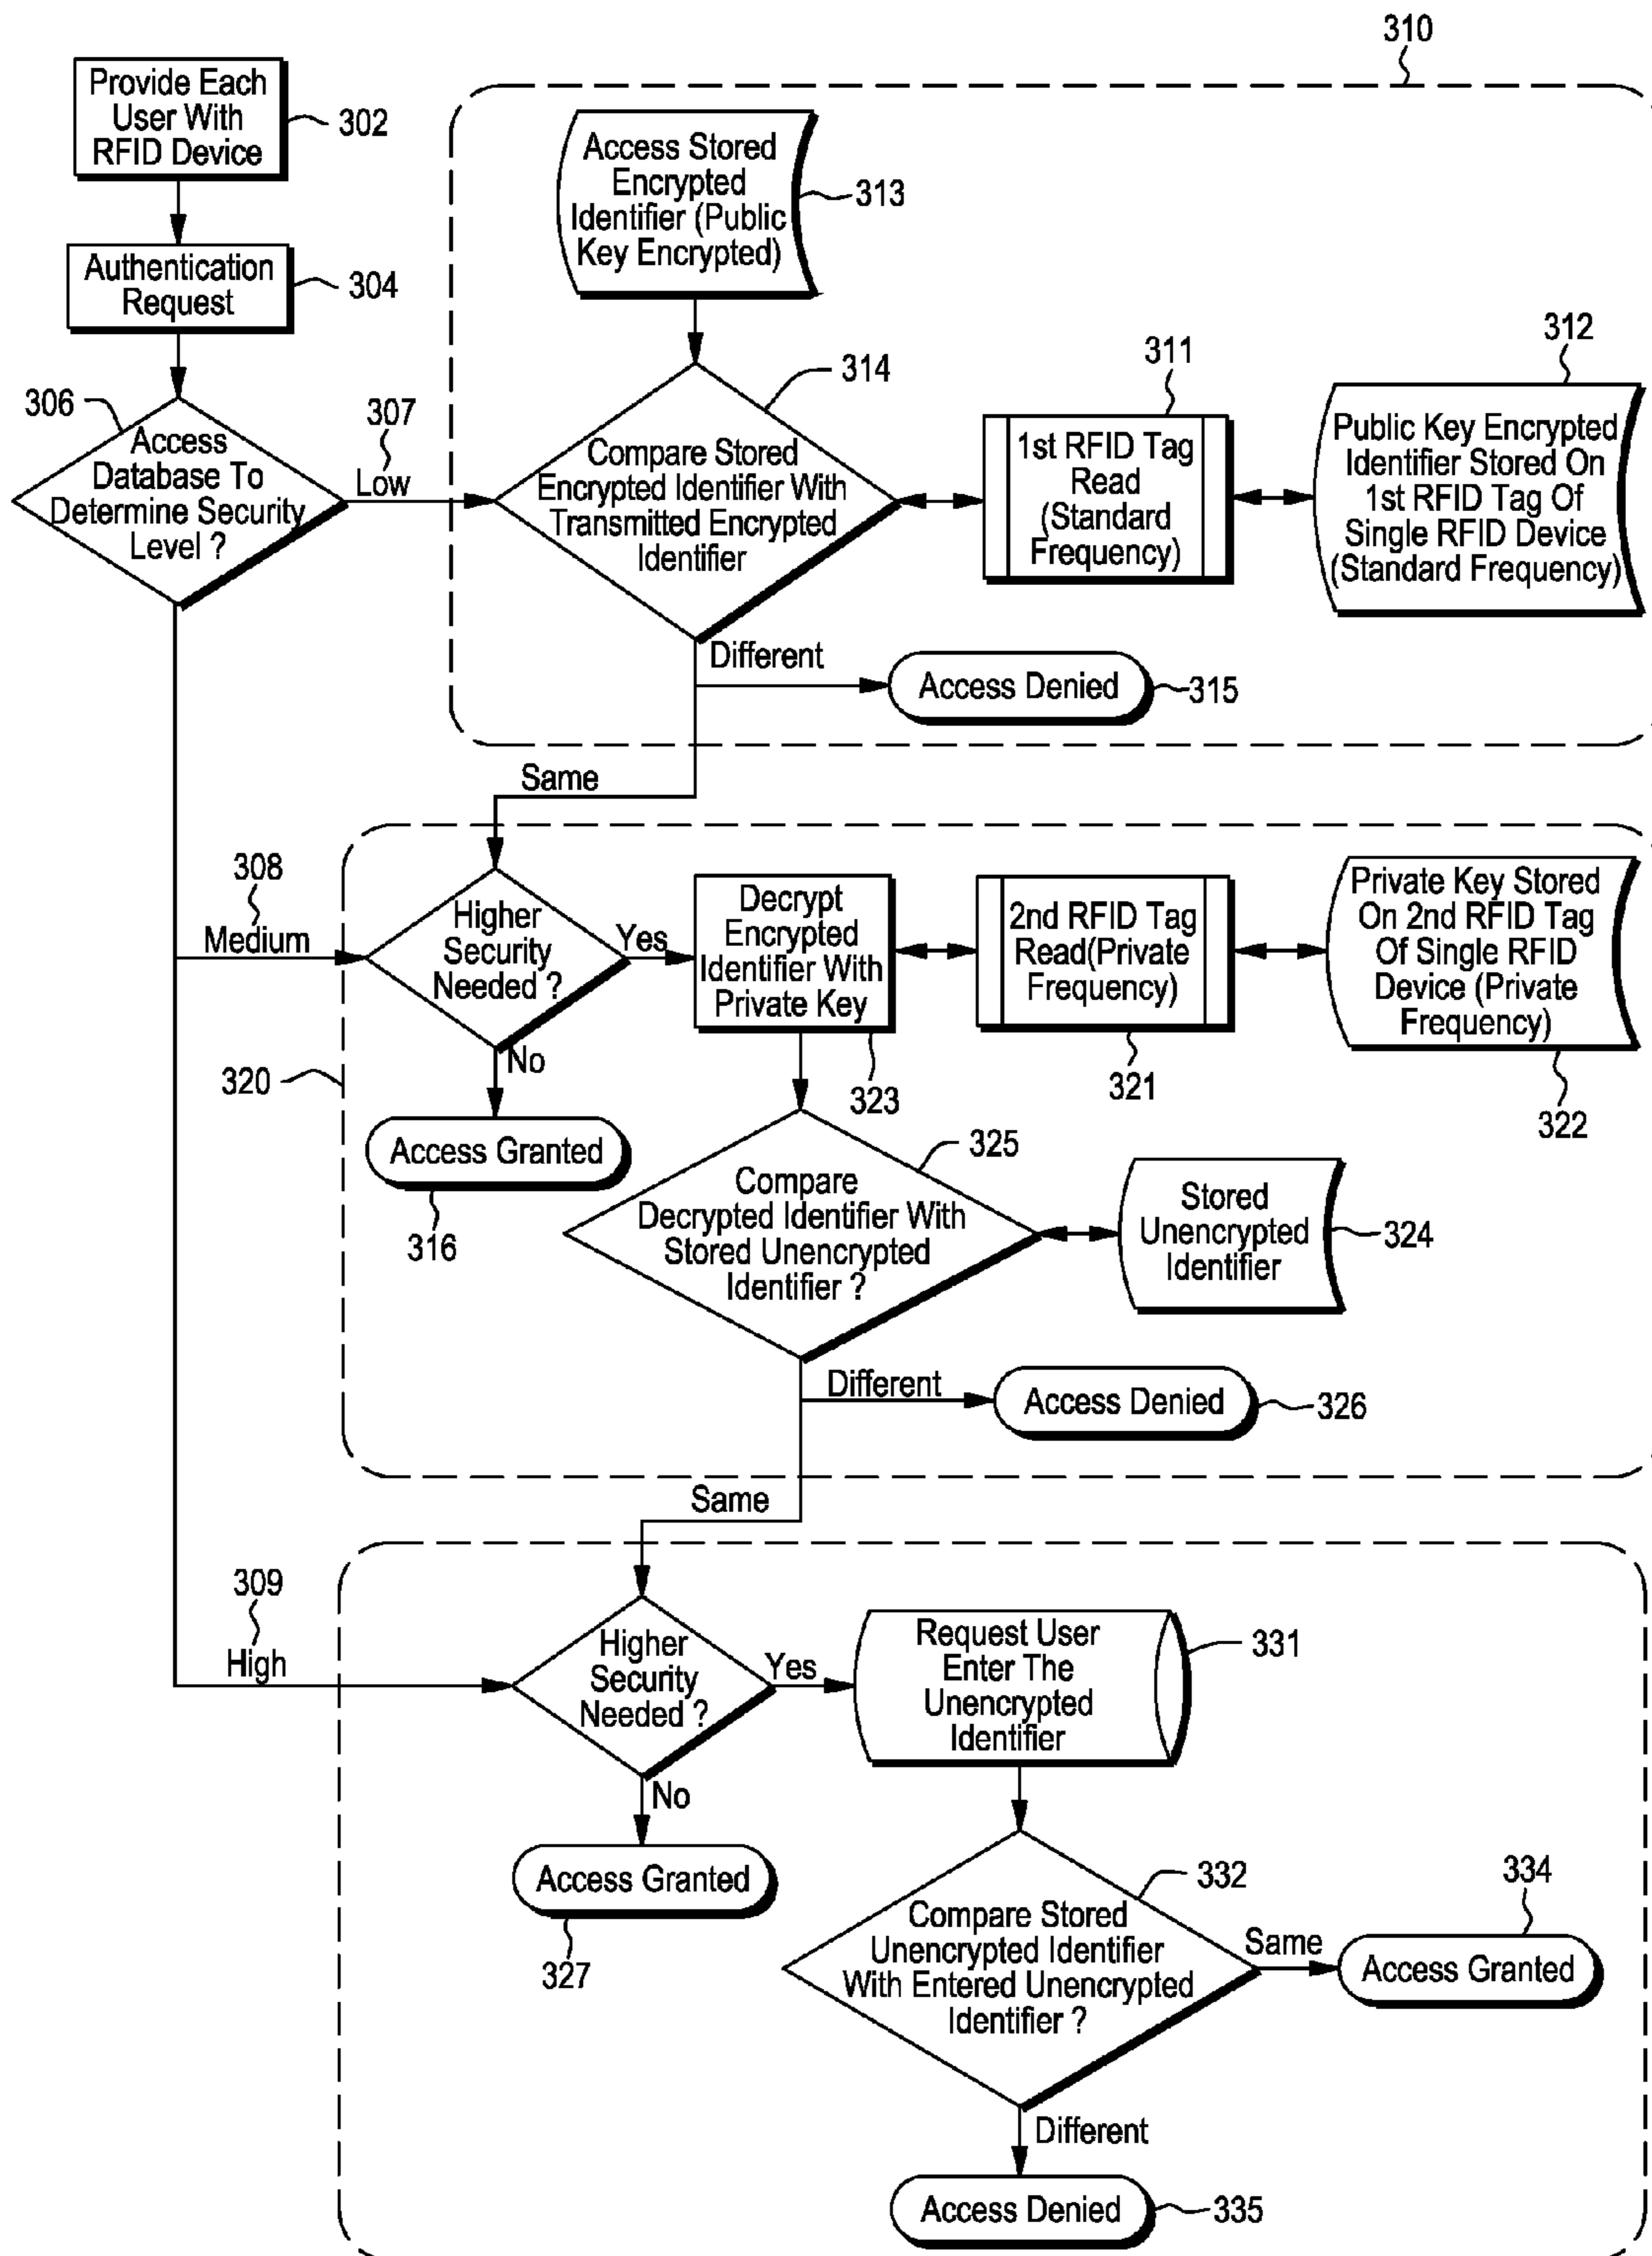 310
Provide Each
User With
RFID Device
302
Access Stored
Encrypted
Identifier (Public
Key Encrypted)
313
Authentication
Request
304
306
Access
Database To
Determine Security
Level ?
307
Low
314
Compare Stored
Encrypted Identifier With
Transmitted Encrypted
Identifier
311
1st RFID Tag
Read
(Standard
Frequency)
312
Public Key Encrypted
Identifier Stored On
1st RFID Tag Of
Single RFID Device
(Standard Frequency)
Different
Access Denied
315
Same
308
Medium
Higher
Security
Needed ?
Yes
Decrypt
Encrypted
Identifier With
Private Key
323
2nd RFID Tag
Read(Private
Frequency)
321
Private Key Stored
On 2nd RFID Tag
Of Single RFID
Device (Private
Frequency)
322
No
320
Access Granted
316
325
Compare
Decrypted Identifier With
Stored Unencrypted
Identifier ?
Stored
Unencrypted
Identifier
324
Different
Access Denied
326
Same
309
High
Higher
Security
Needed ?
Yes
Request User
Enter The
Unencrypted
Identifier
331
No
Access Granted
327
332
Compare Stored
Unencrypted Identifier
With Entered Unencrypted
Identifier ?
Same
334
Access Granted
Different
Access Denied
335